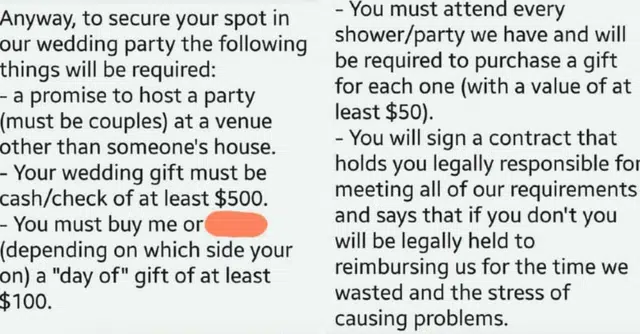 Anyway, to secure your spot in
our wedding party the following
things will be required:
- a promise to host a party
(must be couples) at a venue
other than someone's house.
- Your wedding gift must be
cash/check of at least $500.
- You must buy me or
(depending on which side your
on) a "day of" gift of at least
$100.
- You must attend every
shower/party we have and will
be required to purchase a gift
for each one (with a value of at
least $50).
- You will sign a contract that
holds you legally responsible for
meeting all of our requirements
and says that if you don't you
will be legally held to
reimbursing us for the time we
wasted and the stress of
causing problems.